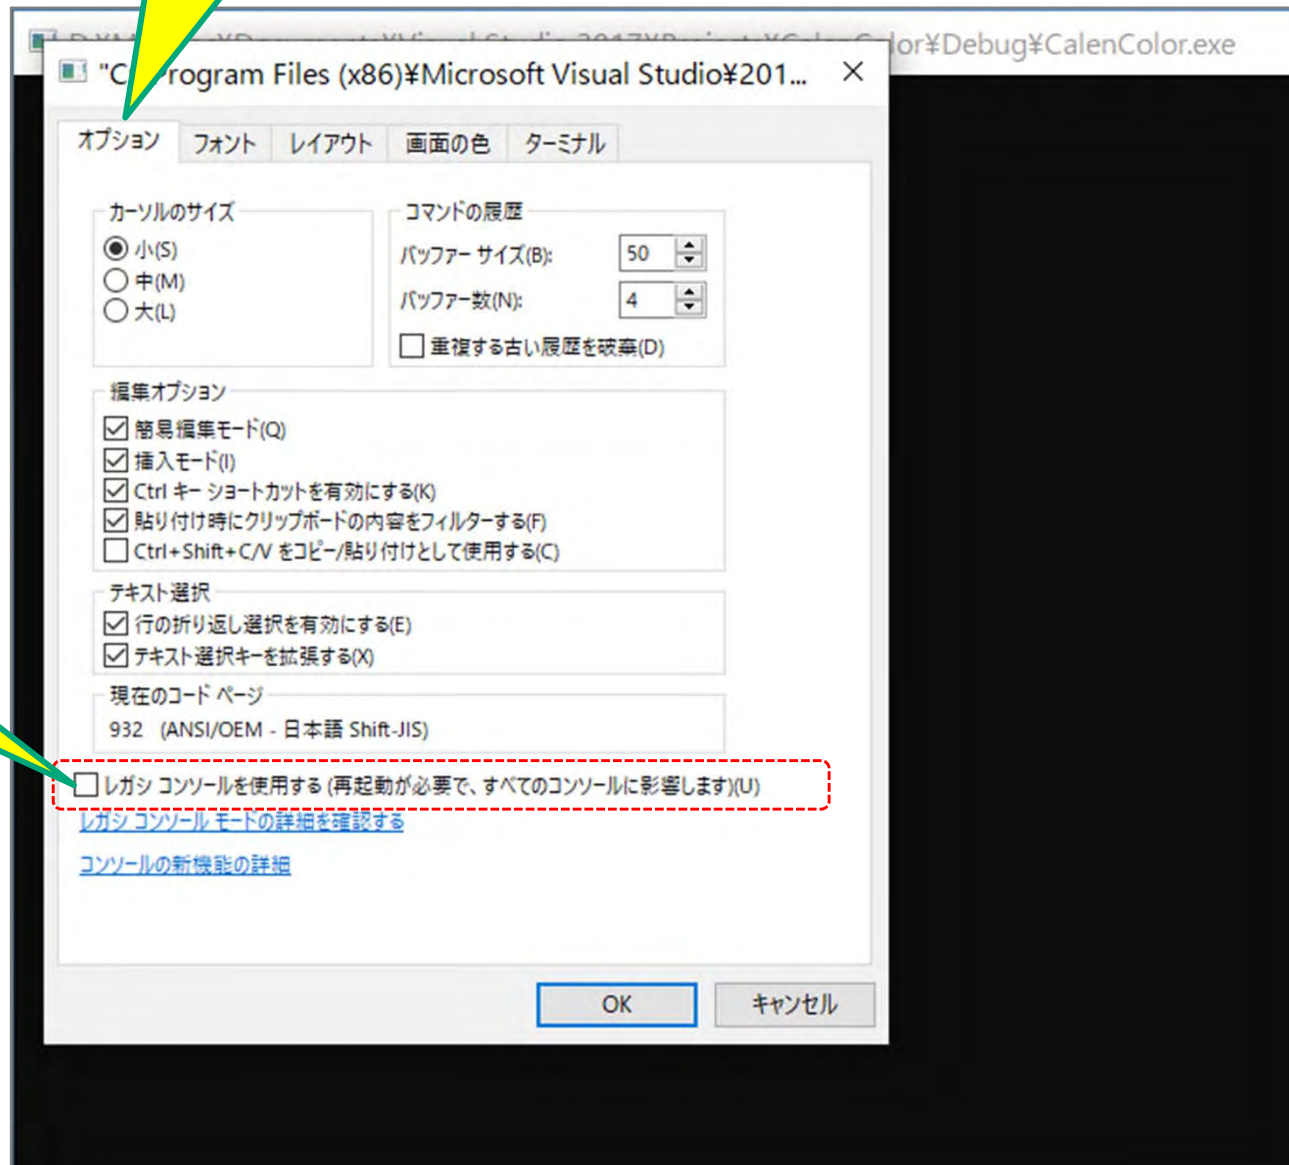 lor¥Debug¥CalenColor.exe
Program Files (x86)¥Microsoft Visual Studio¥201...
オプション フォント レイアウト 画面の色 ターミナル
カーソルのサイズ
小(S)
中(M)
大(L)
コマンドの履歴
バッファー サイズ(B): 50
バッファー数(N): 4
重複する古い履歴を破棄(D)
編集オプション
簡易編集モード(Q)
挿入モード(I)
Ctrl キー ショートカットを有効にする(K)
貼り付け時にクリップボードの内容をフィルターする(F)
Ctrl+Shift+C/V をコピー/貼り付けとして使用する(C)
テキスト選択
行の折り返し選択を有効にする(E)
テキスト選択キーを拡張する(X)
現在のコード ページ
932 (ANSI/OEM - 日本語 Shift-JIS)
レガシ コンソールを使用する (再起動が必要で、すべてのコンソールに影響します)(U)
レガシ コンソール モードの詳細を確認する
コンソールの新機能の詳細
OK キャンセル